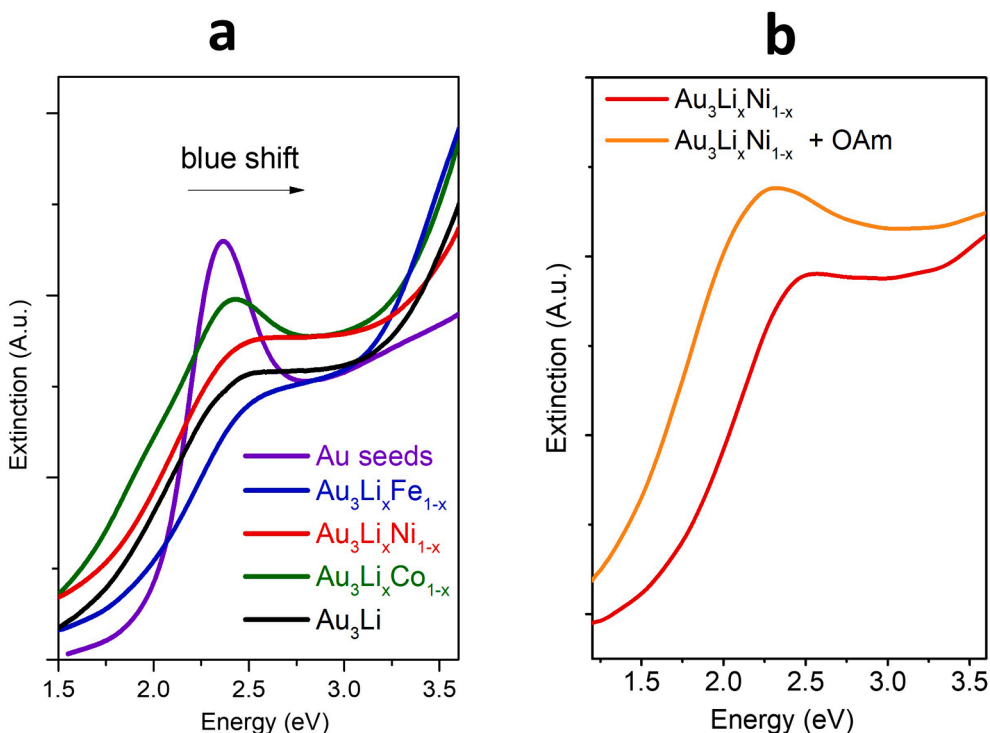 a
blue shift
Extinction (A.u.)
Au seeds
Au₃LiₓFe₁₋ₓ
Au₃LiₓNi₁₋ₓ
Au₃LiₓCo₁₋ₓ
Au₃Li
1.5 2.0 2.5 3.0 3.5
Energy (eV)
b
Au₃LiₓNi₁₋ₓ
Au₃LiₓNi₁₋ₓ + OAm
Extinction (A.u.)
1.5 2.0 2.5 3.0 3.5
Energy (eV)